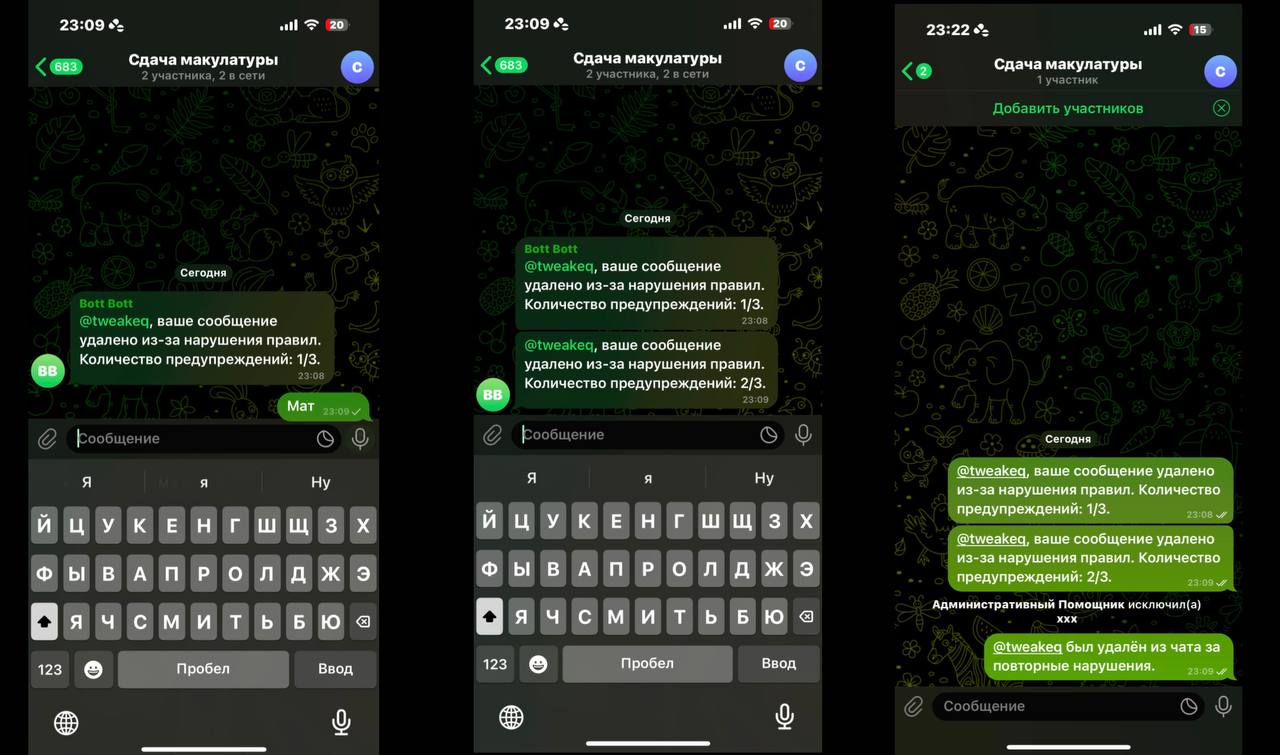 23:09
20
683
Сдача макулатуры
2 участника, 2 в сети
С
Сегодня
Bott Bott
@tweakeq, ваше сообщение
удалено из-за нарушения правил.
Количество предупреждений: 1/3.
23:08
BB
Мат
23:09
Сообщение
Я
я
Ну
Й Ц У К Е Н Г Ш Щ З Х
Ф Ы В А П Р О Л Д Ж Э
Я Ч С М И Т Ь Б Ю
123
Пробел
Ввод
23:09
20
683
Сдача макулатуры
2 участника, 2 в сети
С
Сегодня
Bott Bott
@tweakeq, ваше сообщение
удалено из-за нарушения правил.
Количество предупреждений: 1/3.
23:08
@tweakeq, ваше сообщение
удалено из-за нарушения правил.
Количество предупреждений: 2/3.
23:09
BB
Сообщение
Я
я
Ну
Й Ц У К Е Н Г Ш Щ З Х
Ф Ы В А П Р О Л Д Ж Э
Я Ч С М И Т Ь Б Ю
123
Пробел
Ввод
23:22
15
2
Сдача макулатуры
1 участник
С
Добавить участников
ZOO
Сегодня
@tweakeq, ваше сообщение удалено
из-за нарушения правил. Количество
предупреждений: 1/3.
23:08
@tweakeq, ваше сообщение удалено
из-за нарушения правил. Количество
предупреждений: 2/3.
23:09
Административный Помощник исключил(а)
xxx
@tweakeq был удалён из чата за
повторные нарушения.
23:09
Сообщение